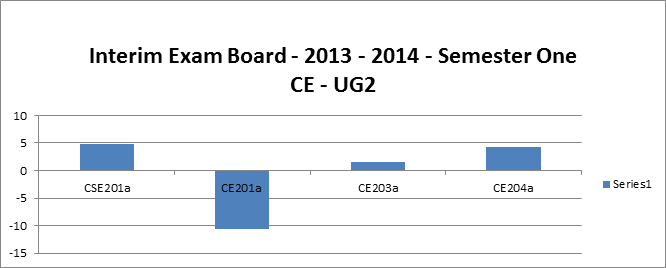 Interim Exam Board - 2013 - 2014 - Semester One
CE - UG2
10
5
0
-5
-10
-15
CSE201a
CE201a
CE203a
CE204a
Series1